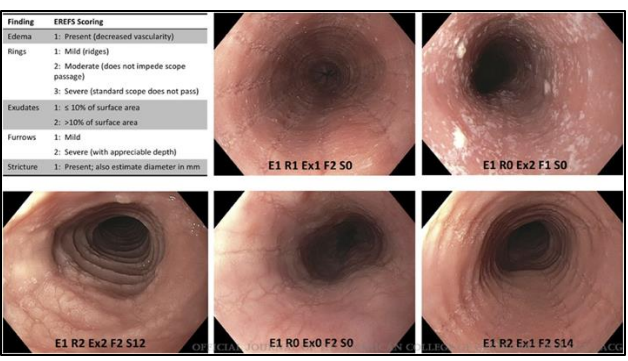 Finding EREFS Scoring
Edema 1: Present (decreased vascularity)
Rings 1: Mild (ridges)
2: Moderate (does not impede scope
passage)
3: Severe (standard scope does not pass)
Exudates 1: ≤ 10% of surface area
2: >10% of surface area
Furrows 1: Mild
2: Severe (with appreciable depth)
Stricture 1: Present; also estimate diameter in mm
E1 R1 Ex1 F2 S0
E1 R0 Ex2 F1 S0
E1 R2 Ex2 F2 S12
E1 R0 Ex0 F2 S0
E1 R2 Ex1 F2 S14
OFFICIAL JOURNAL COLLEGE ACG